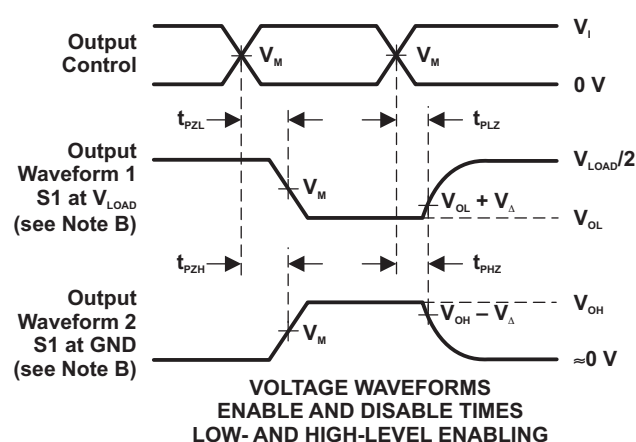 Output
Control
V_M
V_M
V_I
0 V
t_PZL
t_PLZ
Output
Waveform 1
S1 at V_LOAD
(see Note B)
V_M
V_OL + V_Δ
V_LOAD/2
V_OL
t_PZH
t_PHZ
Output
Waveform 2
S1 at GND
(see Note B)
V_M
V_OH – V_Δ
V_OH
≈0 V
VOLTAGE WAVEFORMS
ENABLE AND DISABLE TIMES
LOW- AND HIGH-LEVEL ENABLING